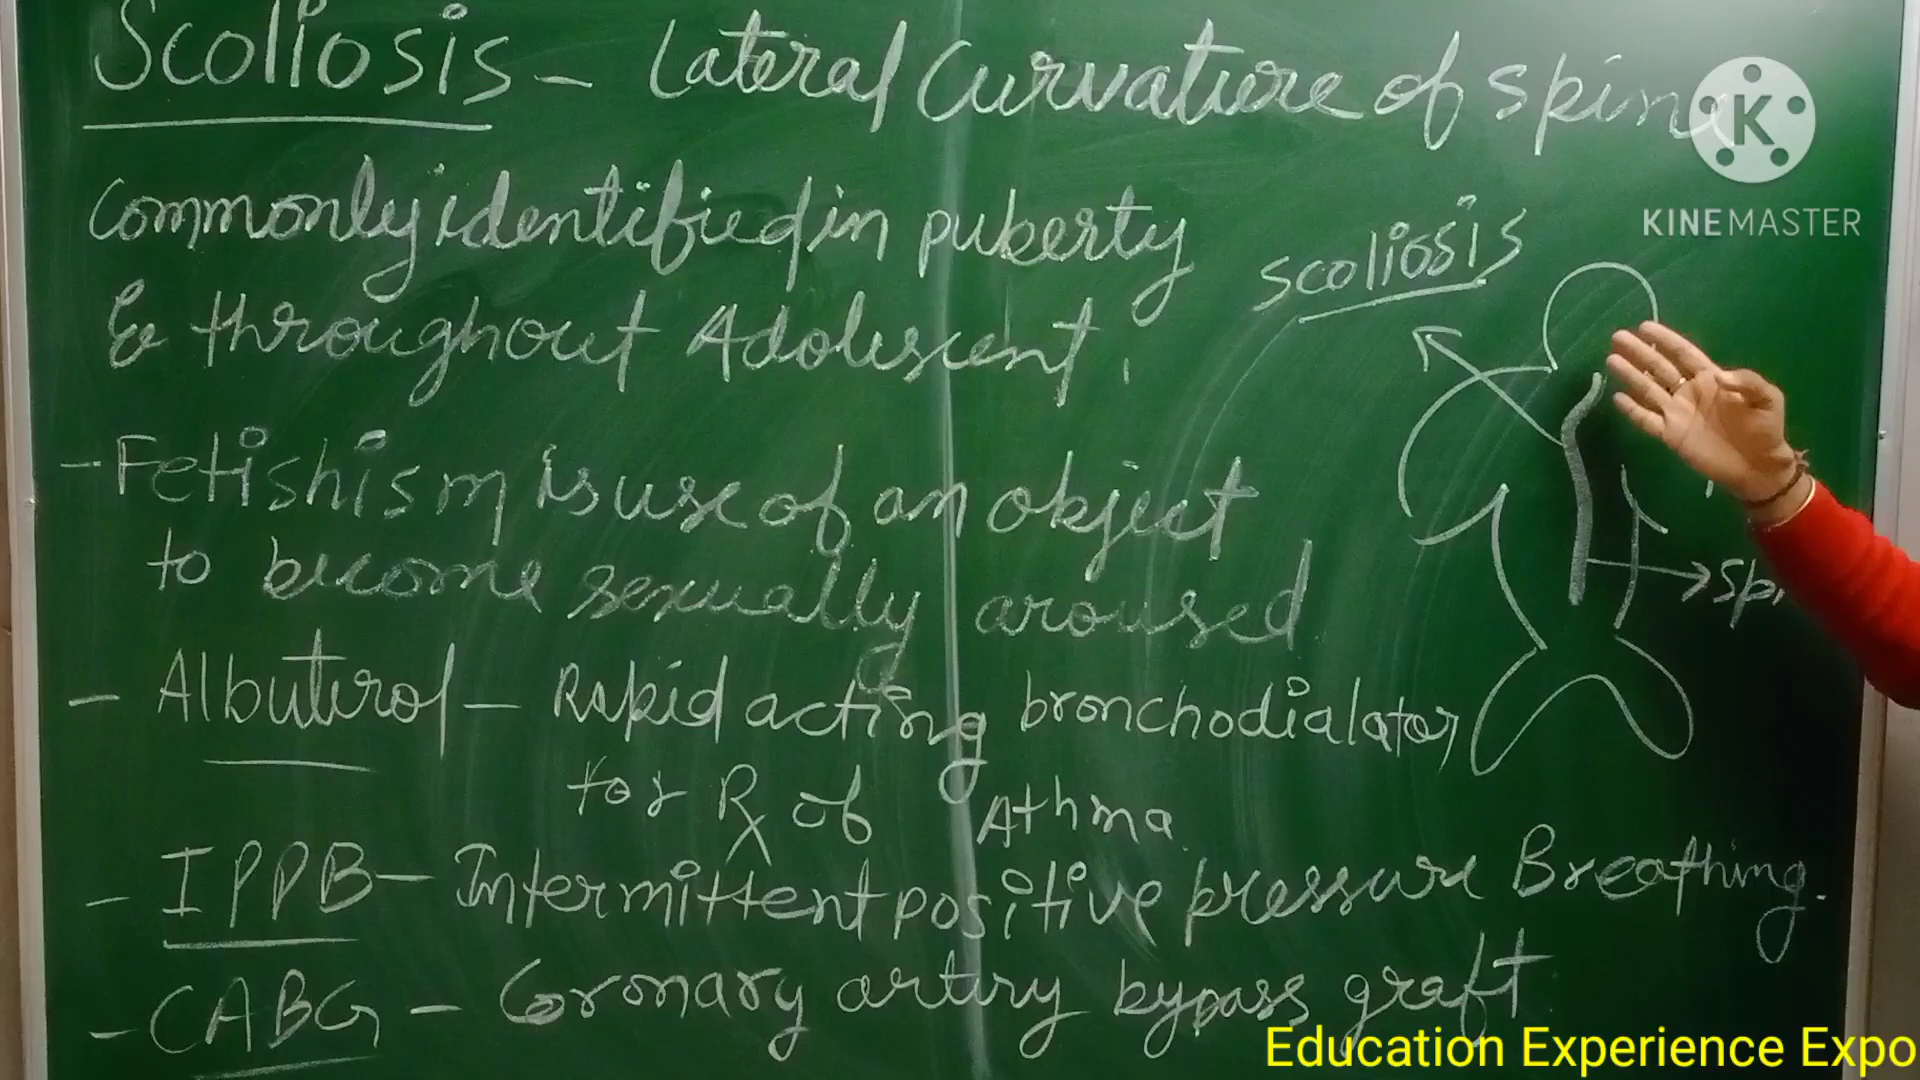 Scoliosis - Lateral Curvature of Spine
Commonly identified in puberty
& throughout Adolescent.
- Fetishism is use of an object
to become sexually aroused
- Albuterol - Rapid acting bronchodialator
for Rx of Athma
- IPPB - Intermittent positive pressure Breathing.
- CABG - Coronary artery bypass graft
scoliosis
K
KINEMASTER
Education Experience Expo